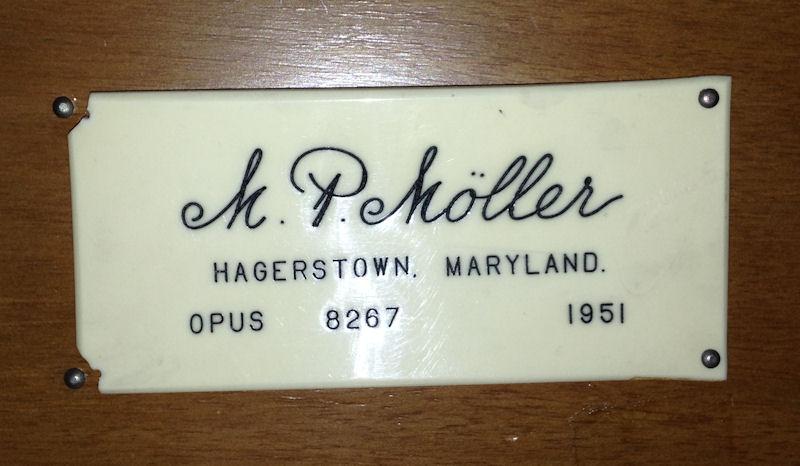 M. P. Möller
HAGERSTOWN, MARYLAND.
OPUS 8267 1951